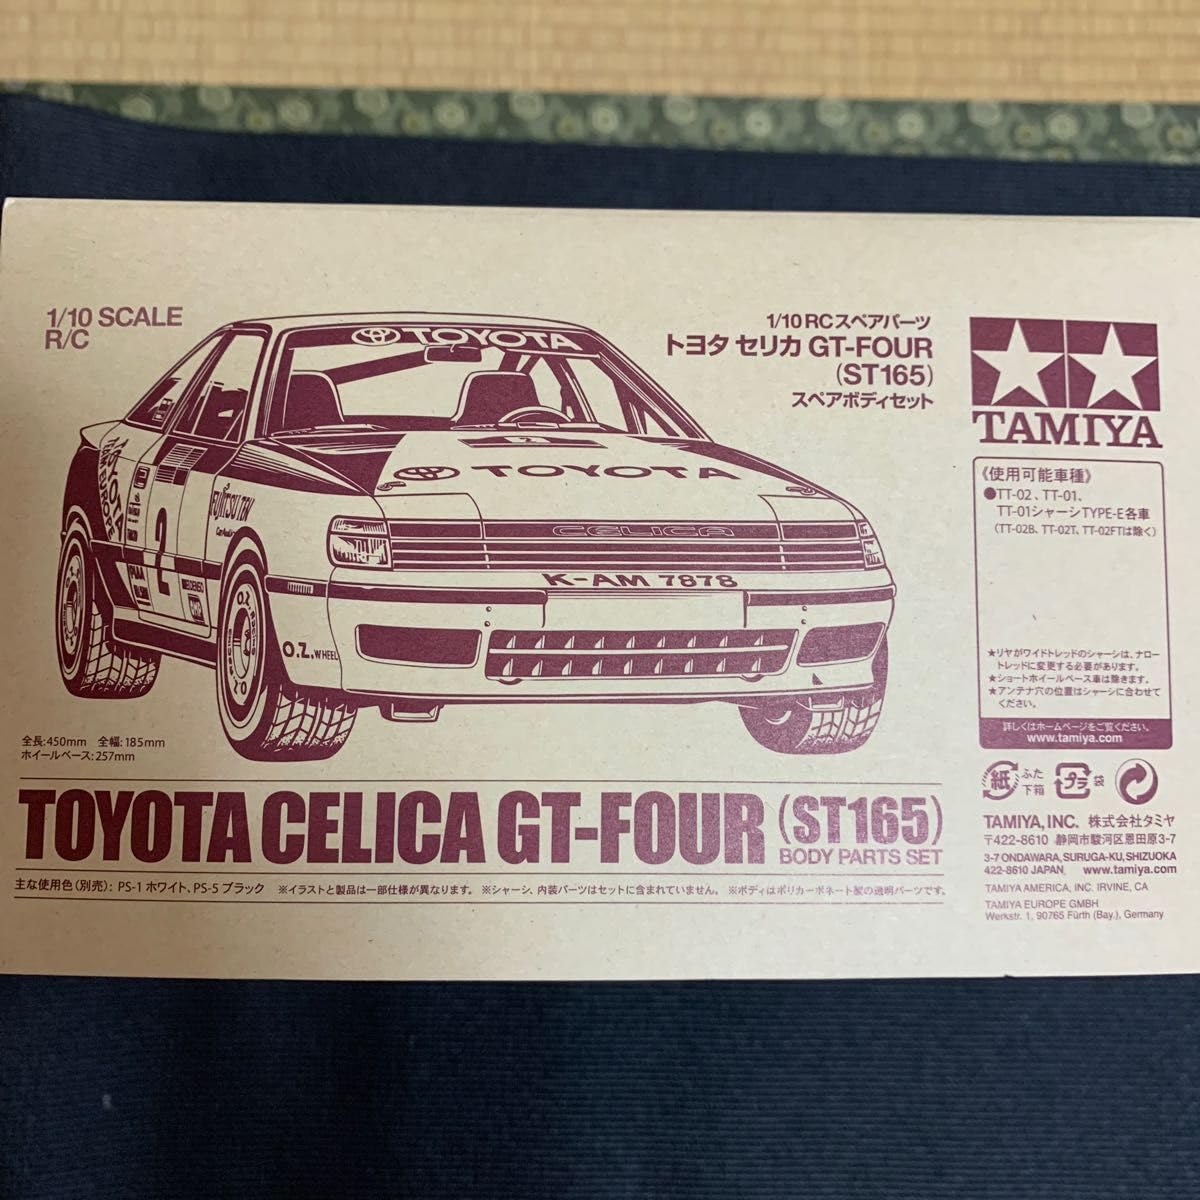 1/10 SCALE
R/C
1/10 RCスペアパーツ
トヨタ セリカ GT-FOUR
(ST165)
スペアボディセット
TAMIYA
TOYOTA
2
TOYOTA
CELICA
K-AM 7878
FUJITSU TEN
TOYOTA
2
O.Z. WHEEL
《使用可能車種》
●TT-02、TT-01、
TT-01シャーシTYPE-E各車
(TT-02B、TT-02T、TT-02FTは除く)
★リヤがワイドトレッドのシャーシは、ナロー
トレッドに変更する必要があります。
★ショートホイールベース車は除きます。
★アンテナ穴の位置はシャーシに合わせて
ください。
詳しくはホームページをご覧ください。
www.tamiya.com
全長:450mm 全幅:185mm
ホイールベース:257mm
紙 ふた
下箱
プラ 袋
TOYOTA CELICA GT-FOUR (ST165)
BODY PARTS SET
主な使用色(別売): PS-1 ホワイト、PS-5 ブラック ※イラストと製品は一部仕様が異なります。 ※シャーシ、内装パーツはセットに含まれていません。 ※ボディはポリカーボネート製の透明パーツです。
TAMIYA, INC. 株式会社タミヤ
〒422-8610 静岡市駿河区恩田原3-7
3-7 ONDAWARA, SURUGA-KU, SHIZUOKA
422-8610 JAPAN. www.tamiya.com
TAMIYA AMERICA, INC. IRVINE, CA
TAMIYA EUROPE GMBH
Werkstr. 1, 90765 Fürth (Bay.), Germany